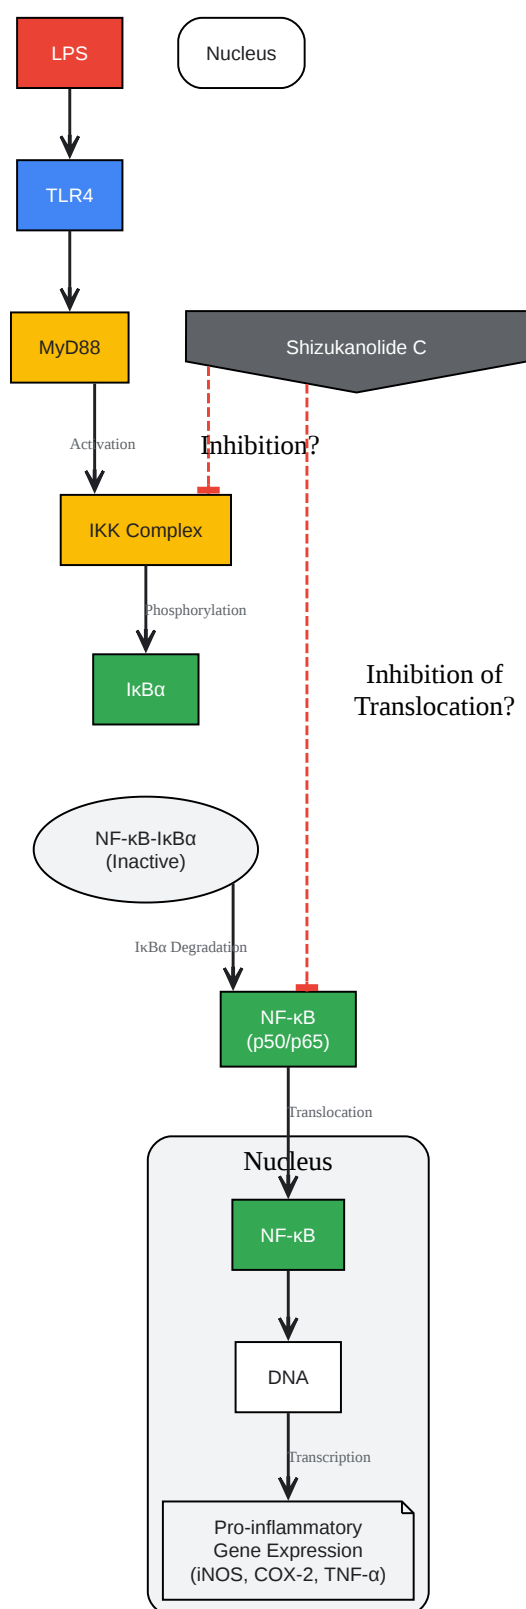 LPS
Nucleus
TLR4
MyD88
Shizukanolide C
Activation
Inhibition?
IKK Complex
Phosphorylation
IκBα
Inhibition of
Translocation?
NF-κB-IκBα
(Inactive)
IκBα Degradation
NF-κB
(p50/p65)
Translocation
Nucleus
NF-κB
DNA
Transcription
Pro-inflammatory
Gene Expression
(iNOS, COX-2, TNF-α)